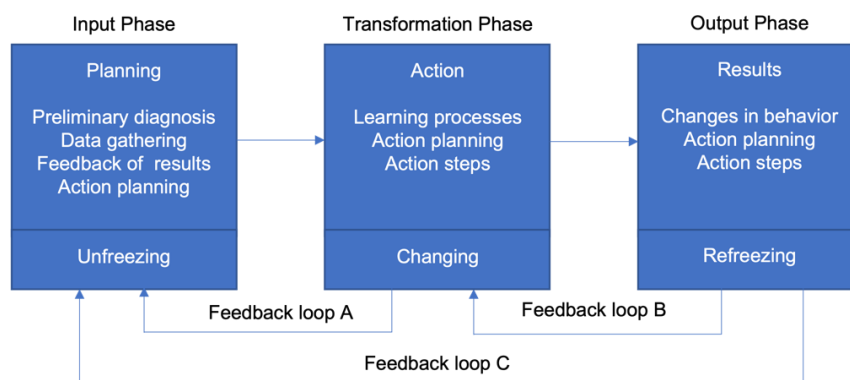 Input Phase
Transformation Phase
Output Phase
Planning
Preliminary diagnosis
Data gathering
Feedback of results
Action planning
Unfreezing
Action
Learning processes
Action planning
Action steps
Changing
Results
Changes in behavior
Action planning
Action steps
Refreezing
Feedback loop A
Feedback loop B
Feedback loop C